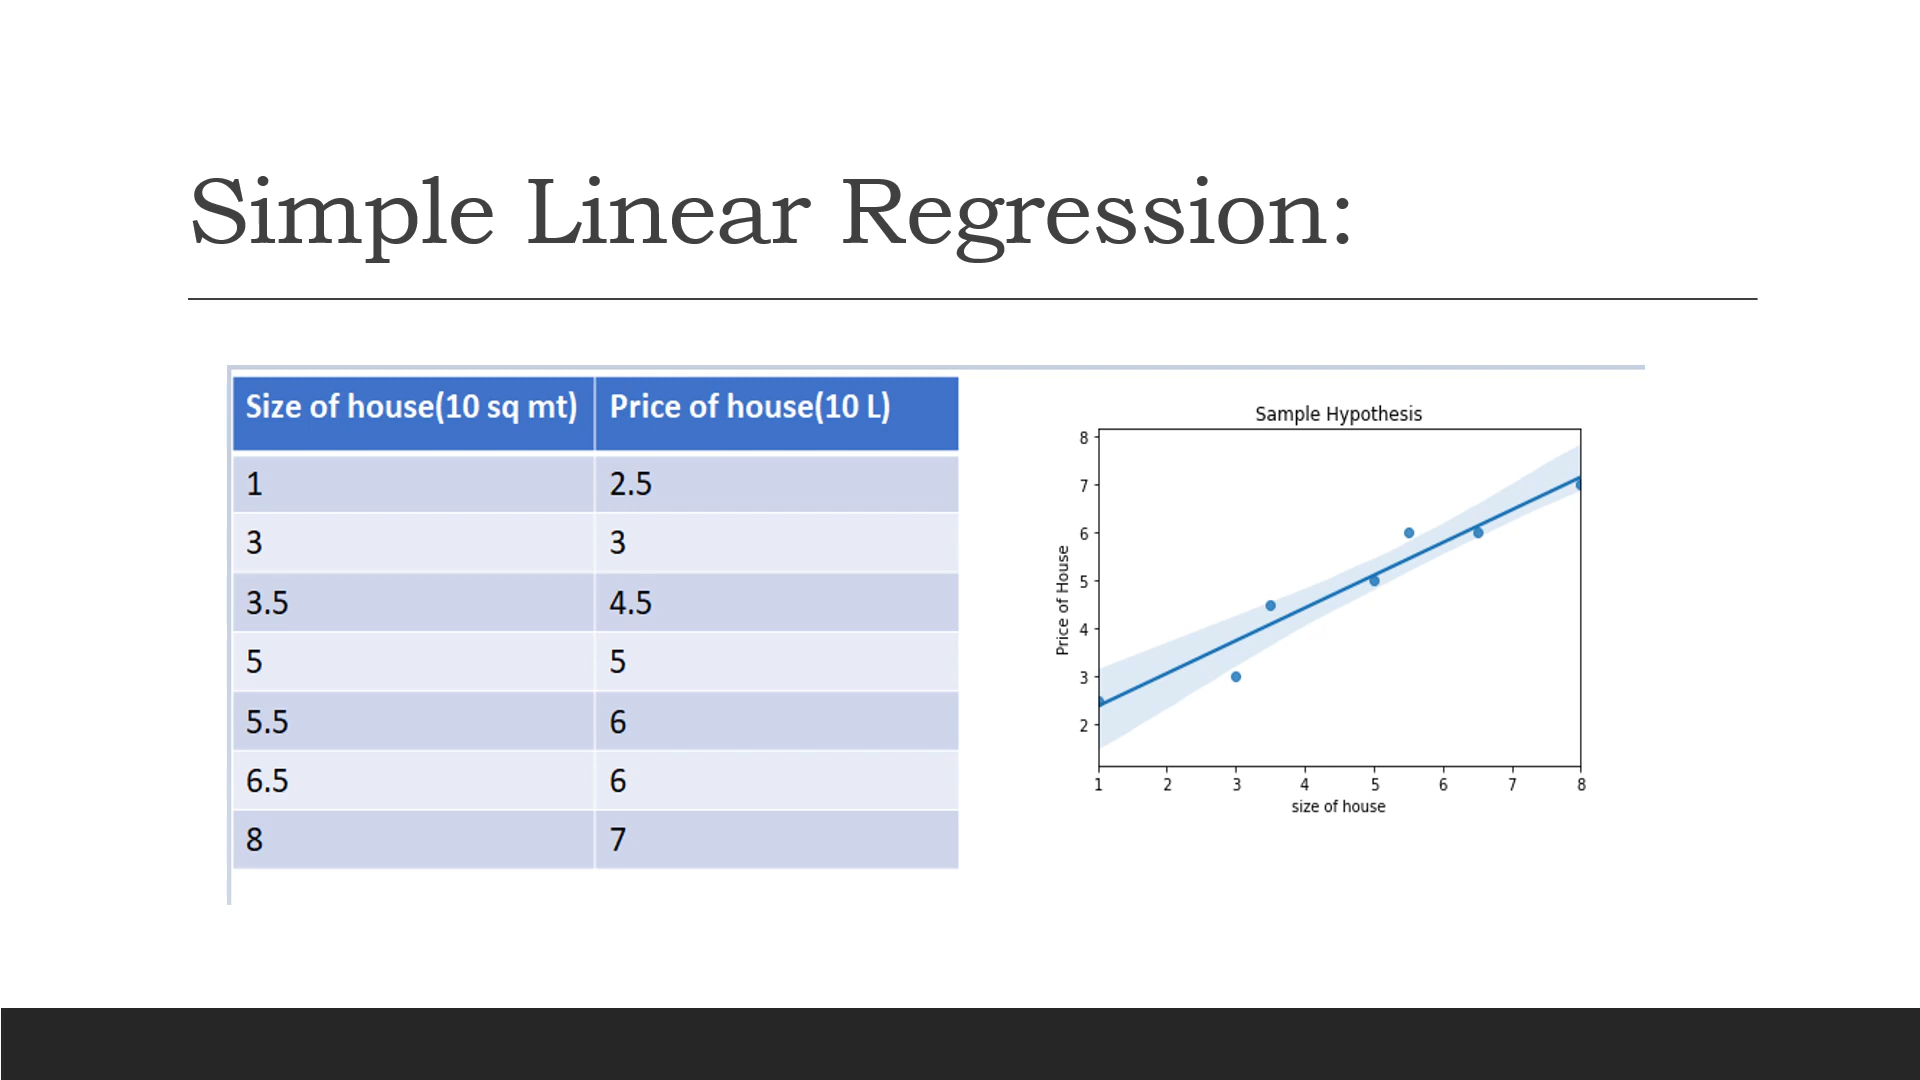 Simple Linear Regression:
Size of house(10 sq mt) Price of house(10 L)
1 2.5
3 3
3.5 4.5
5 5
5.5 6
6.5 6
8 7
Sample Hypothesis
8
7
6
5
4
3
2
Price of House
1 2 3 4 5 6 7 8
size of house